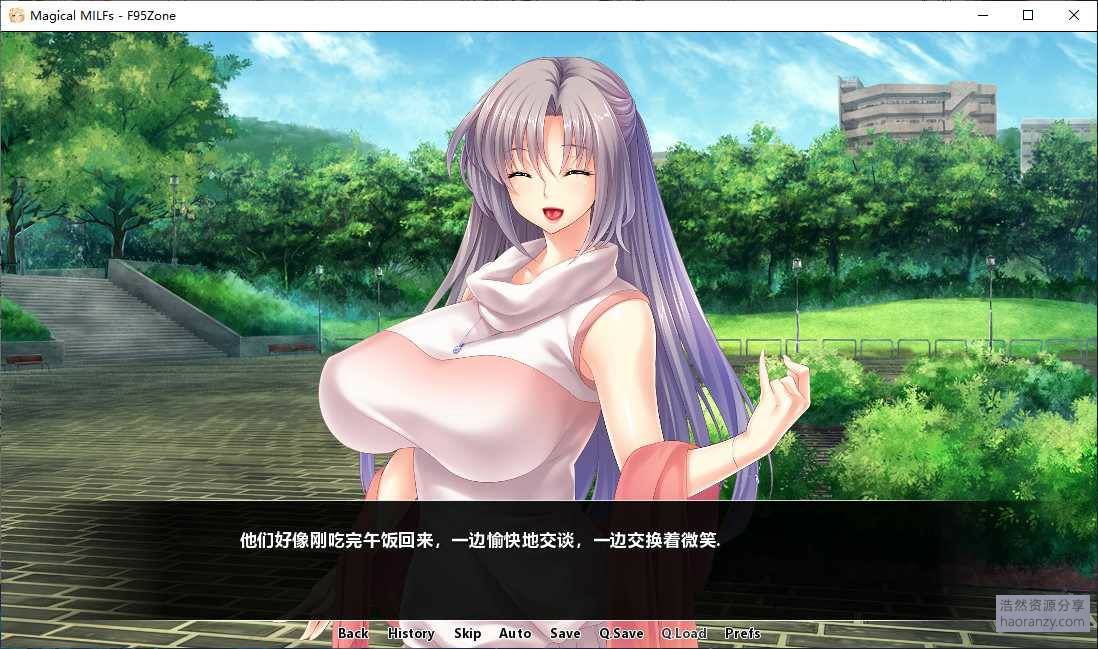 Magical MILFs - F95Zone
他们好像刚吃完午饭回来，一边愉快地交谈，一边交换着微笑.
浩然资源分享
haoranzy.com
Back History Skip Auto Save Q.Save Q.Load Prefs